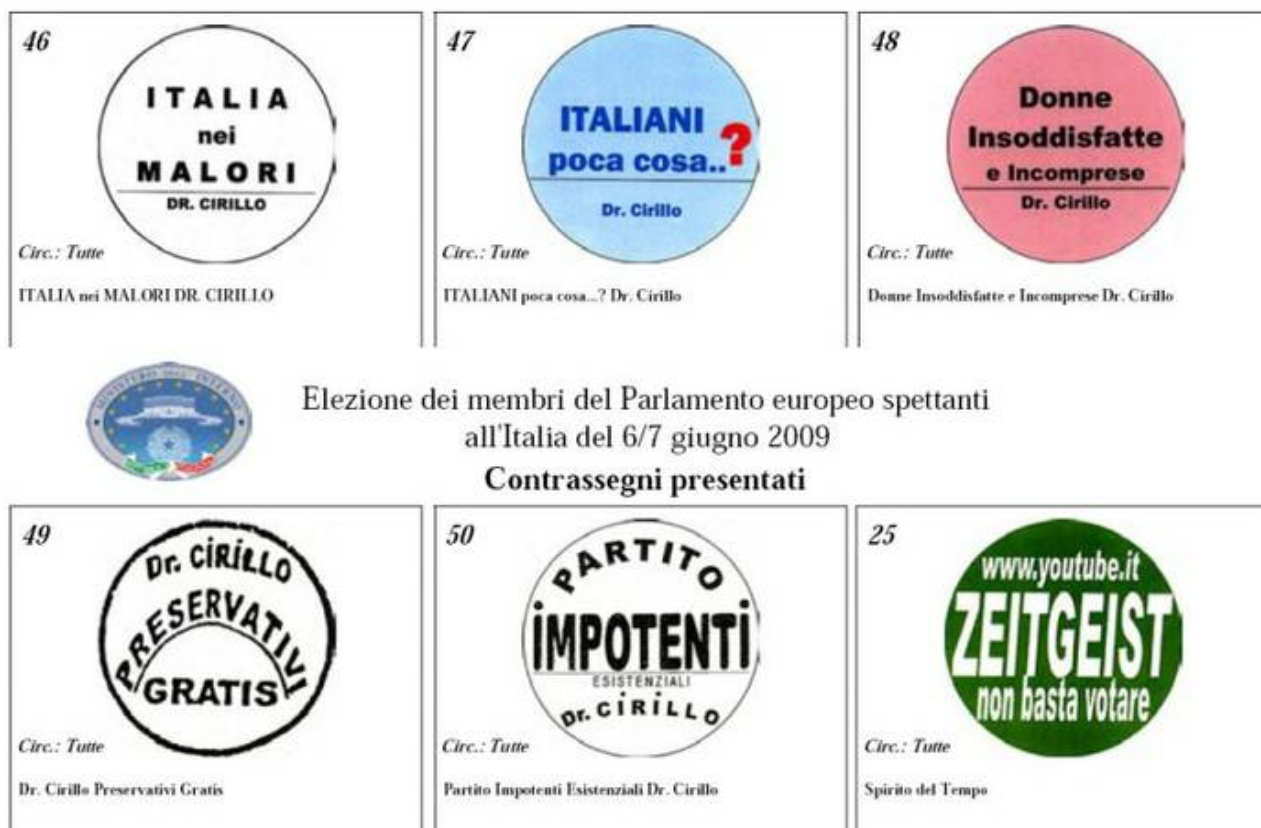 46
ITALIA
nei
MALORI
DR. CIRILLO
Circ.: Tutte
ITALIA nei MALORI DR. CIRILLO
47
ITALIANI
poca cosa..?
Dr. Cirillo
Circ.: Tutte
ITALIANI poca cosa...? Dr. Cirillo
48
Donne
Insoddisfatte
e Incomprese
Dr. Cirillo
Circ.: Tutte
Donne Insoddisfatte e Incomprese Dr. Cirillo
MINISTERO DELL'INTERNO
Elezione dei membri del Parlamento europeo spettanti
all'Italia del 6/7 giugno 2009
Contrassegni presentati
49
Dr. CiRiLLO
PRESERVATIVI
GRATIS
Circ.: Tutte
Dr. Cirillo Preservativi Gratis
50
PARTITO
iMPOTENTi
ESISTENZIALI
Dr. CiRiLLO
Circ.: Tutte
Partito Impotenti Esistenziali Dr. Cirillo
25
www.youtube.it
ZEITGEIST
non basta votare
Circ.: Tutte
Spirito del Tempo